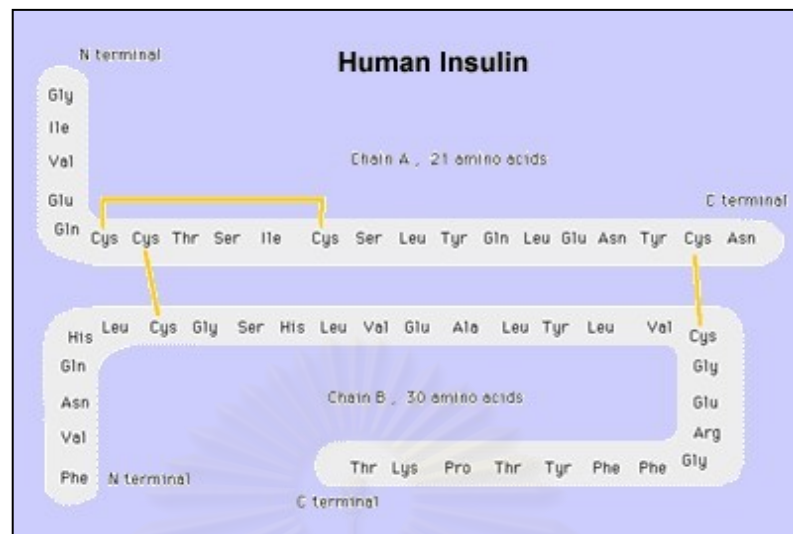 N terminal
Human Insulin
Gly
Ile
Val
Chain A , 21 amino acids
Glu
C terminal
Gln Cys Cys Thr Ser Ile Cys Ser Leu Tyr Gln Leu Glu Asn Tyr Cys Asn
His Leu Cys Gly Ser His Leu Val Glu Ala Leu Tyr Leu Val Cys
Gln Gly
Chain B , 30 amino acids
Asn Glu
Val Arg
Thr Lys Pro Thr Tyr Phe Phe Gly
Phe N terminal
C terminal